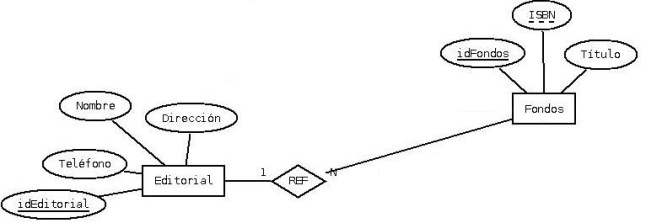 ISBN
idFondos
Título
Fondos
Nombre
Dirección
Teléfono
Editorial
idEditorial
1
REF
N